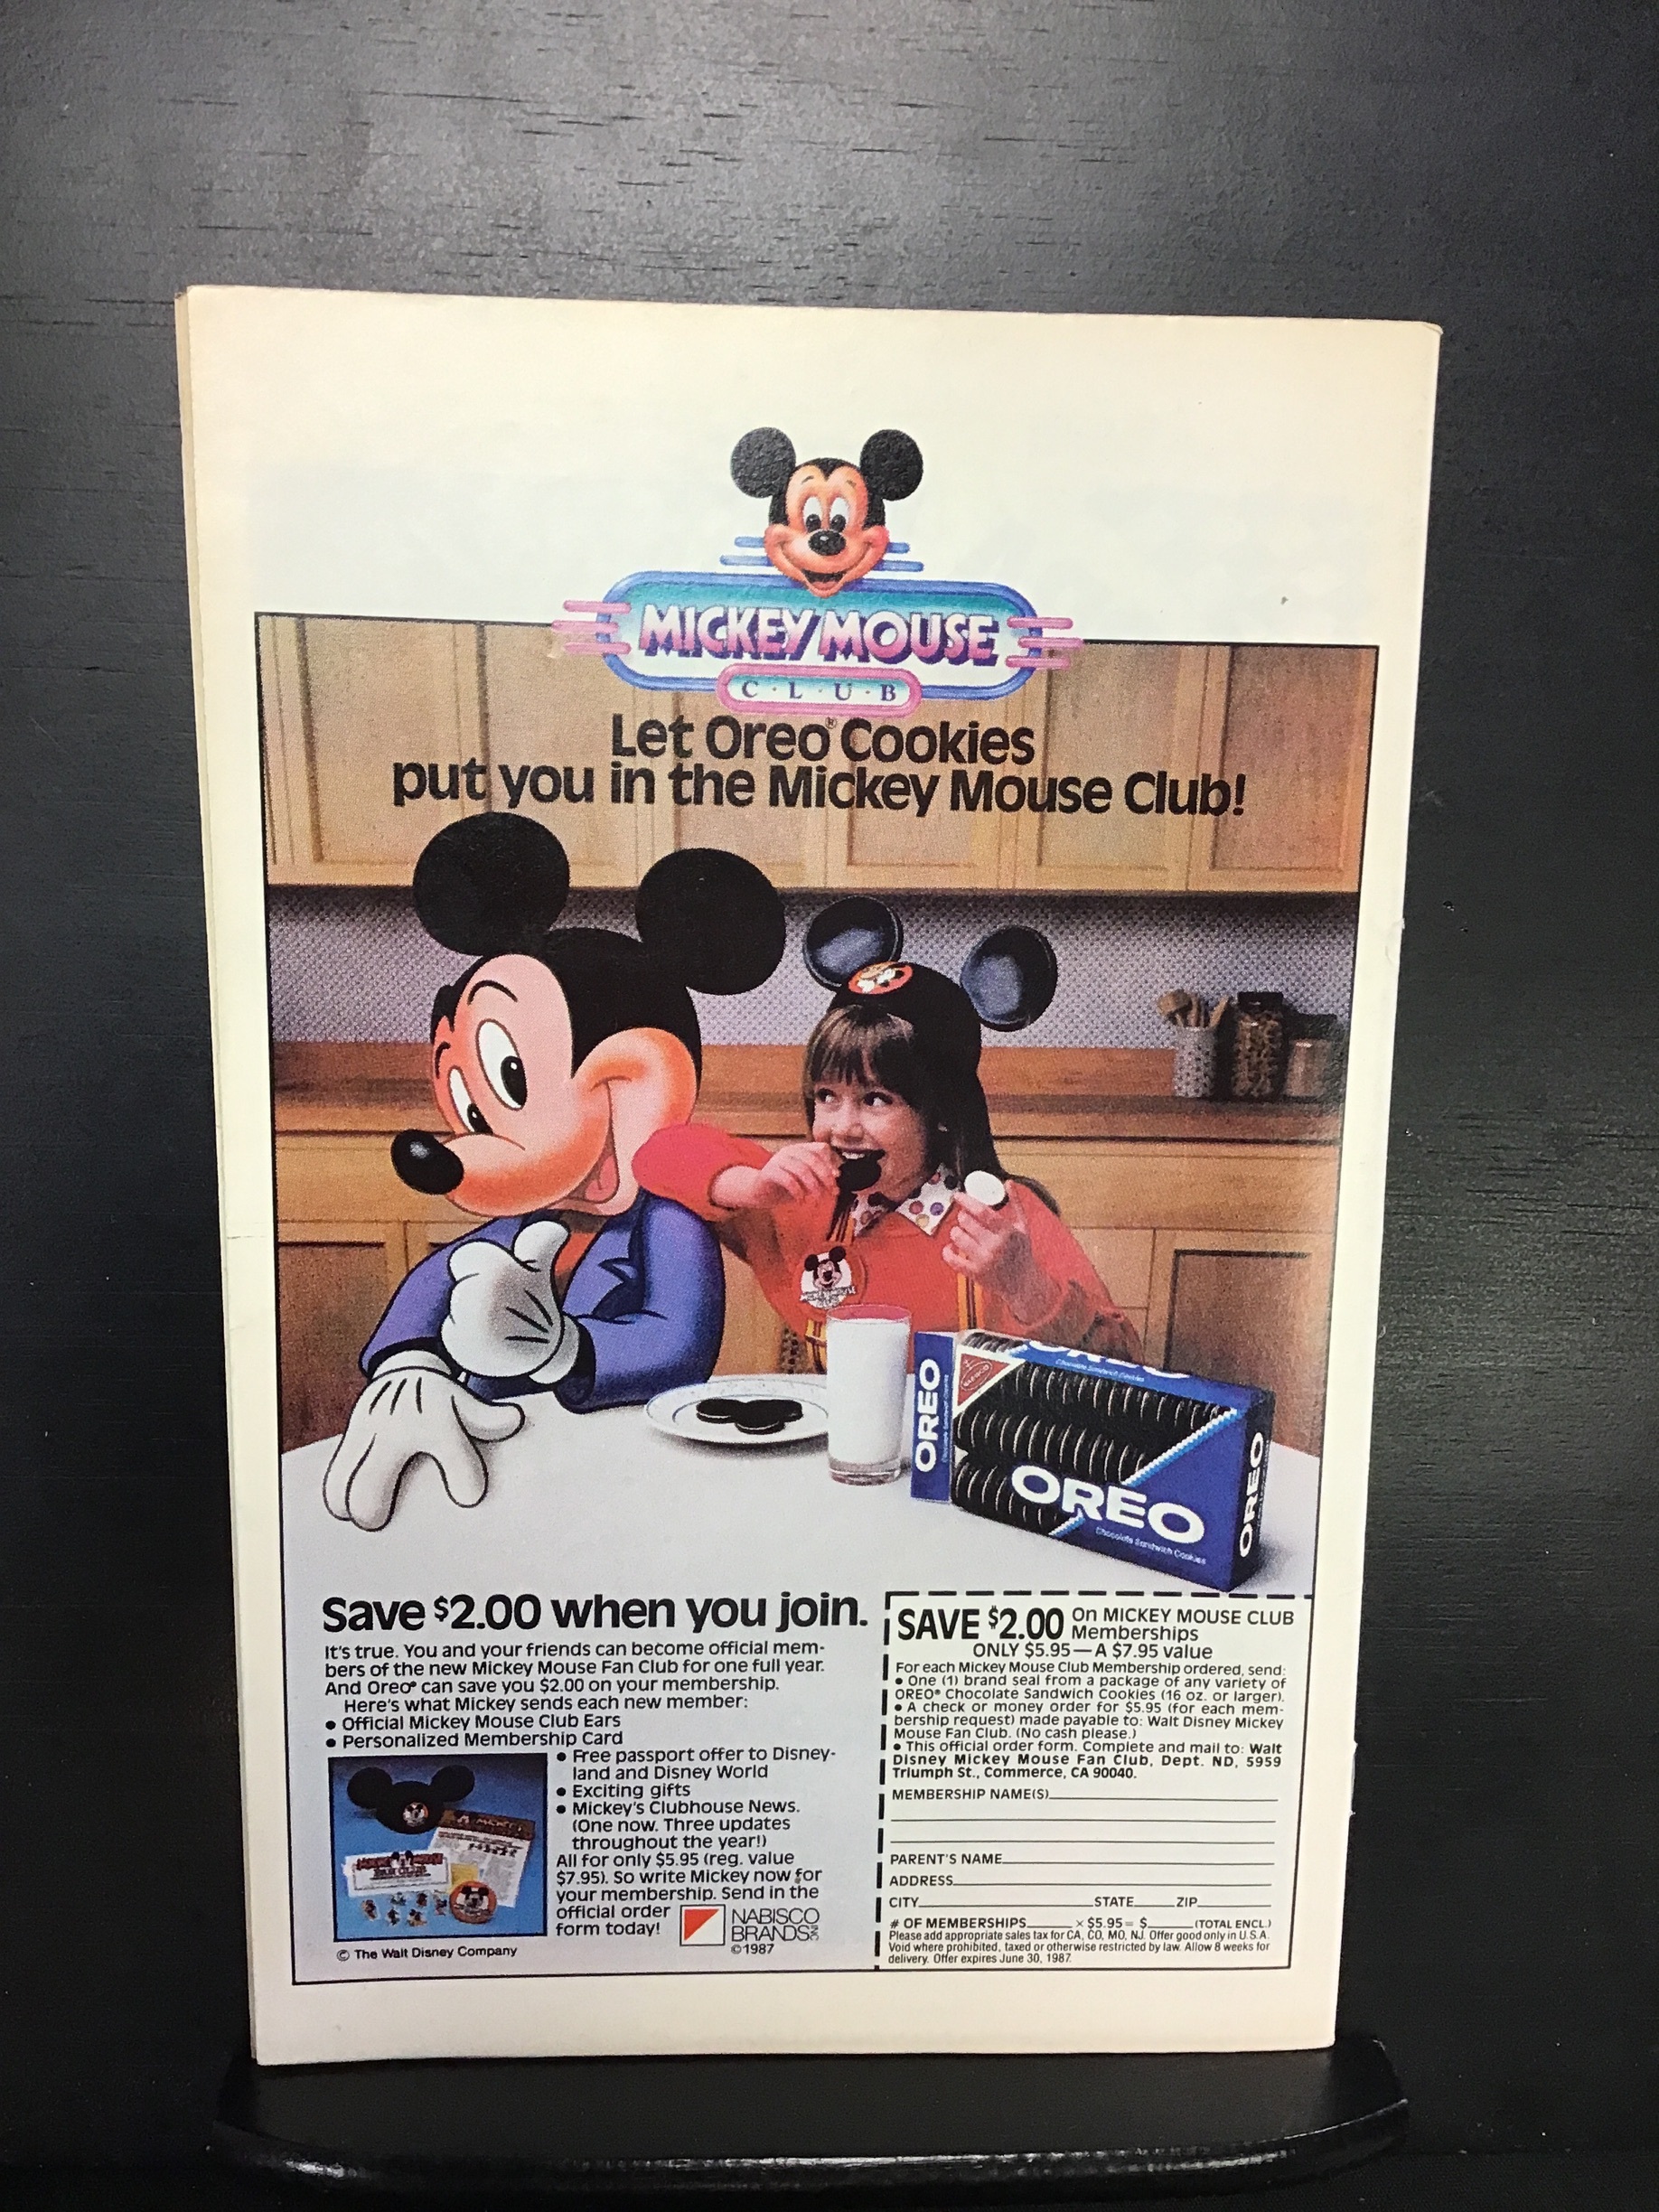 MICKEY MOUSE
C·L·U·B
Let Oreo® Cookies
put you in the Mickey Mouse Club!
OREO
Chocolate Sandwich Cookies
NABISCO
OREO
Chocolate Sandwich Cookies
OREO
Chocolate Sandwich Cookies
OREO
Save $2.00 when you join.
It's true. You and your friends can become official mem-
bers of the new Mickey Mouse Fan Club for one full year.
And Oreo® can save you $2.00 on your membership.
Here's what Mickey sends each new member:
• Official Mickey Mouse Club Ears
• Personalized Membership Card
• Free passport offer to Disney-
land and Disney World
• Exciting gifts
• Mickey's Clubhouse News.
(One now. Three updates
throughout the year!)
All for only $5.95 (reg. value
$7.95). So write Mickey now for
your membership. Send in the
official order
form today!
NABISCO
BRANDS INC
©1987
© The Walt Disney Company
SAVE $2.00 On MICKEY MOUSE CLUB
Memberships
ONLY $5.95—A $7.95 value
For each Mickey Mouse Club Membership ordered, send:
• One (1) brand seal from a package of any variety of
OREO® Chocolate Sandwich Cookies (16 oz. or larger).
• A check or money order for $5.95 (for each mem-
bership request) made payable to: Walt Disney Mickey
Mouse Fan Club. (No cash please.)
• This official order form. Complete and mail to: Walt
Disney Mickey Mouse Fan Club, Dept. ND, 5959
Triumph St., Commerce, CA 90040.
MEMBERSHIP NAME(S)
PARENT'S NAME
ADDRESS
CITY STATE ZIP
# OF MEMBERSHIPS × $5.95 = $ (TOTAL ENCL.)
Please add appropriate sales tax for CA, CO, MO, NJ. Offer good only in U.S.A.
Void where prohibited, taxed or otherwise restricted by law. Allow 8 weeks for
delivery. Offer expires June 30, 1987.